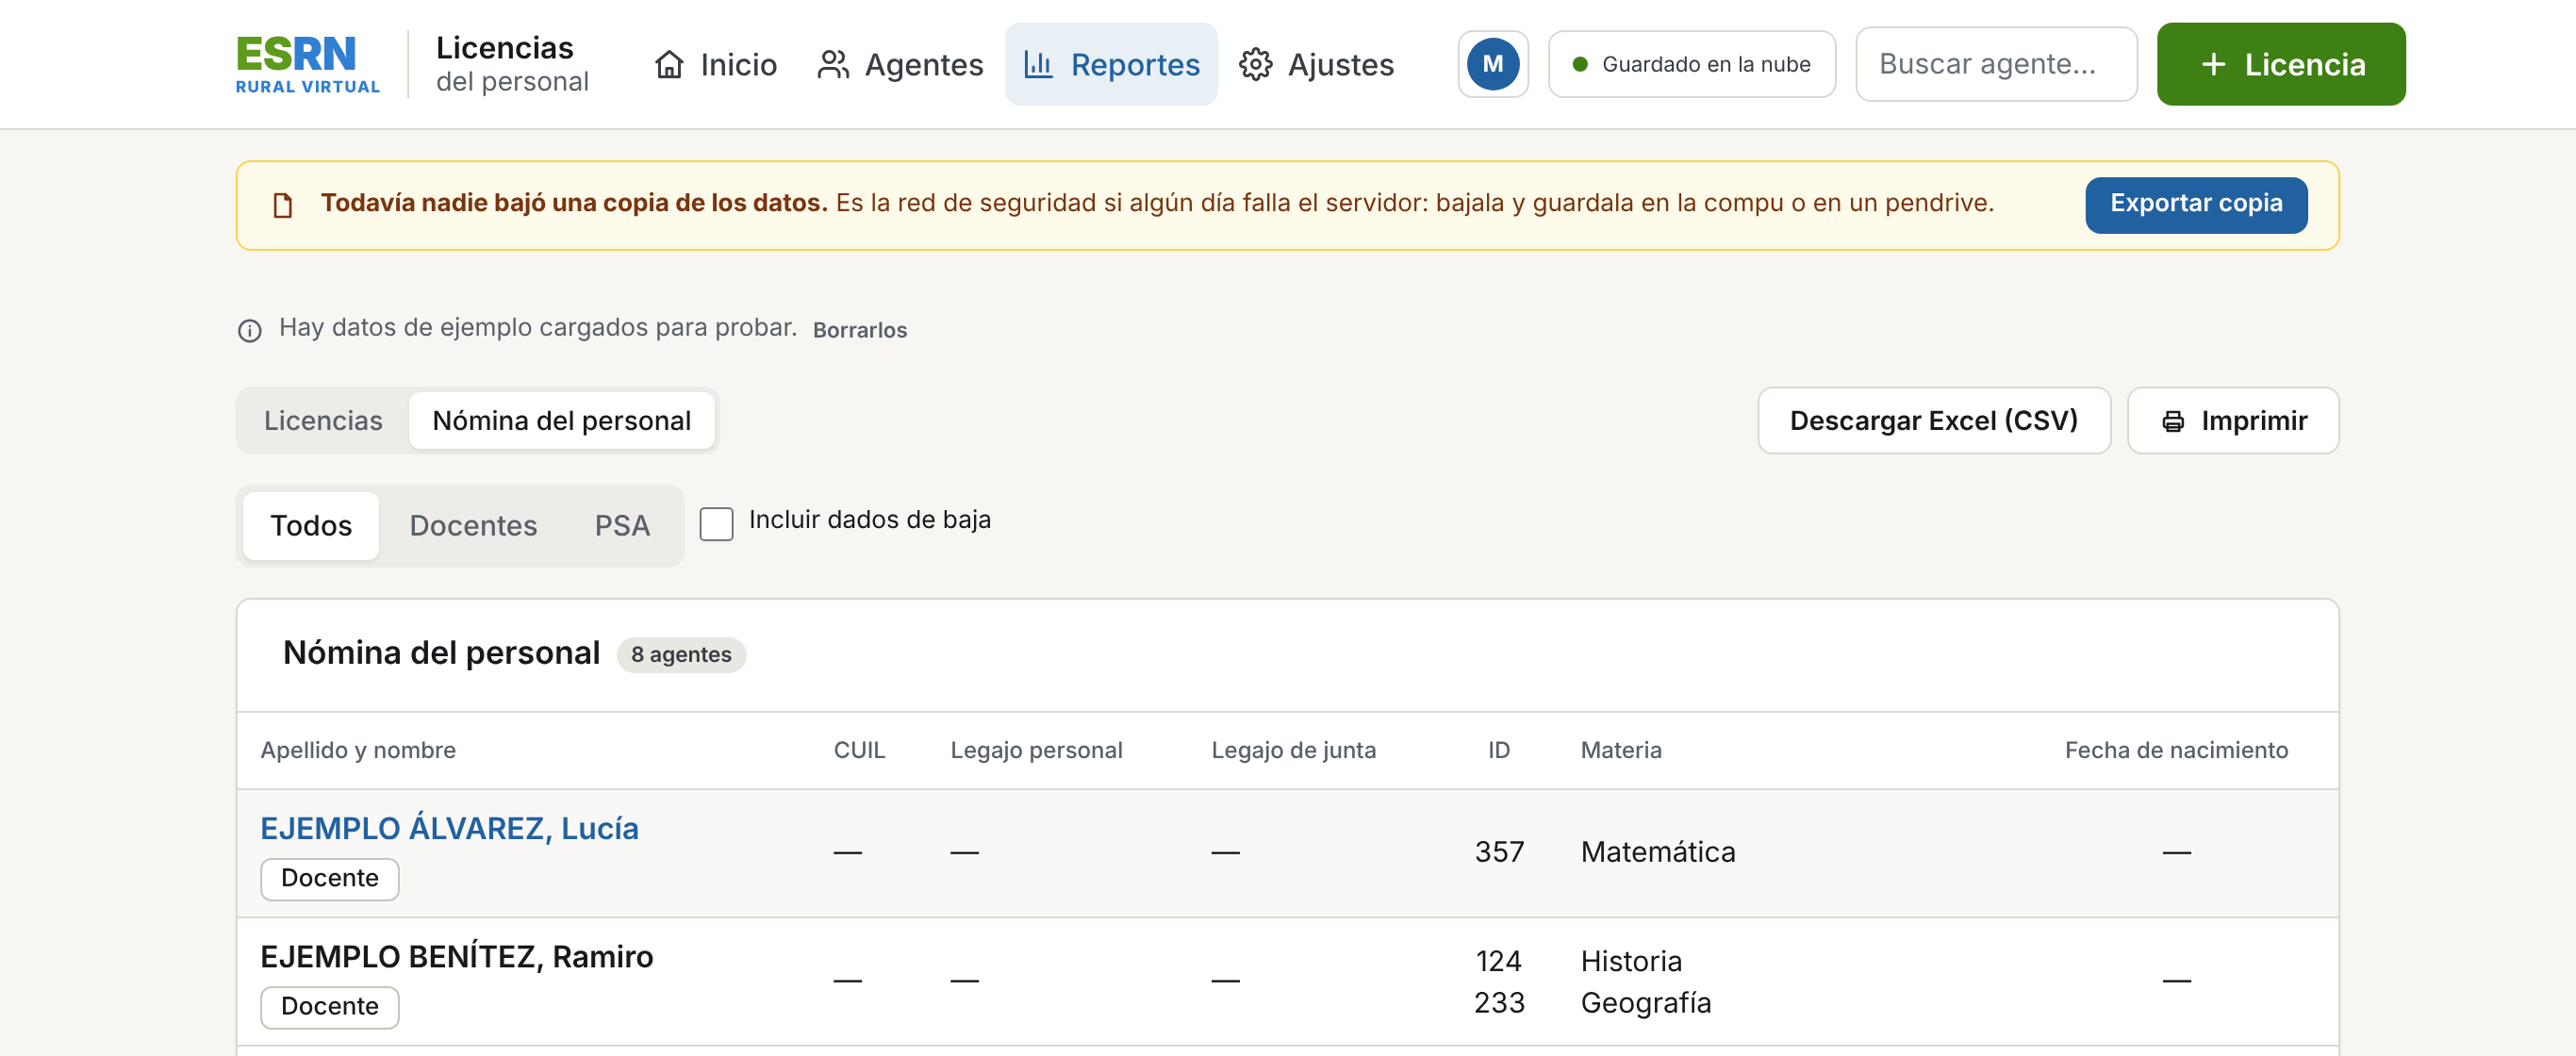 ESRN
RURAL VIRTUAL
Licencias
del personal
Inicio
Agentes
Reportes
Ajustes
M
Guardado en la nube
Buscar agente...
+ Licencia
Todavía nadie bajó una copia de los datos. Es la red de seguridad si algún día falla el servidor: bajala y guardala en la compu o en un pendrive.
Exportar copia
Hay datos de ejemplo cargados para probar. Borrarlos
Licencias
Nómina del personal
Descargar Excel (CSV)
Imprimir
Todos
Docentes
PSA
Incluir dados de baja
Nómina del personal 8 agentes
Apellido y nombre CUIL Legajo personal Legajo de junta ID Materia Fecha de nacimiento
EJEMPLO ÁLVAREZ, Lucía
Docente
— — — 357 Matemática —
EJEMPLO BENÍTEZ, Ramiro
Docente
— — — 124 Historia —
233 Geografía